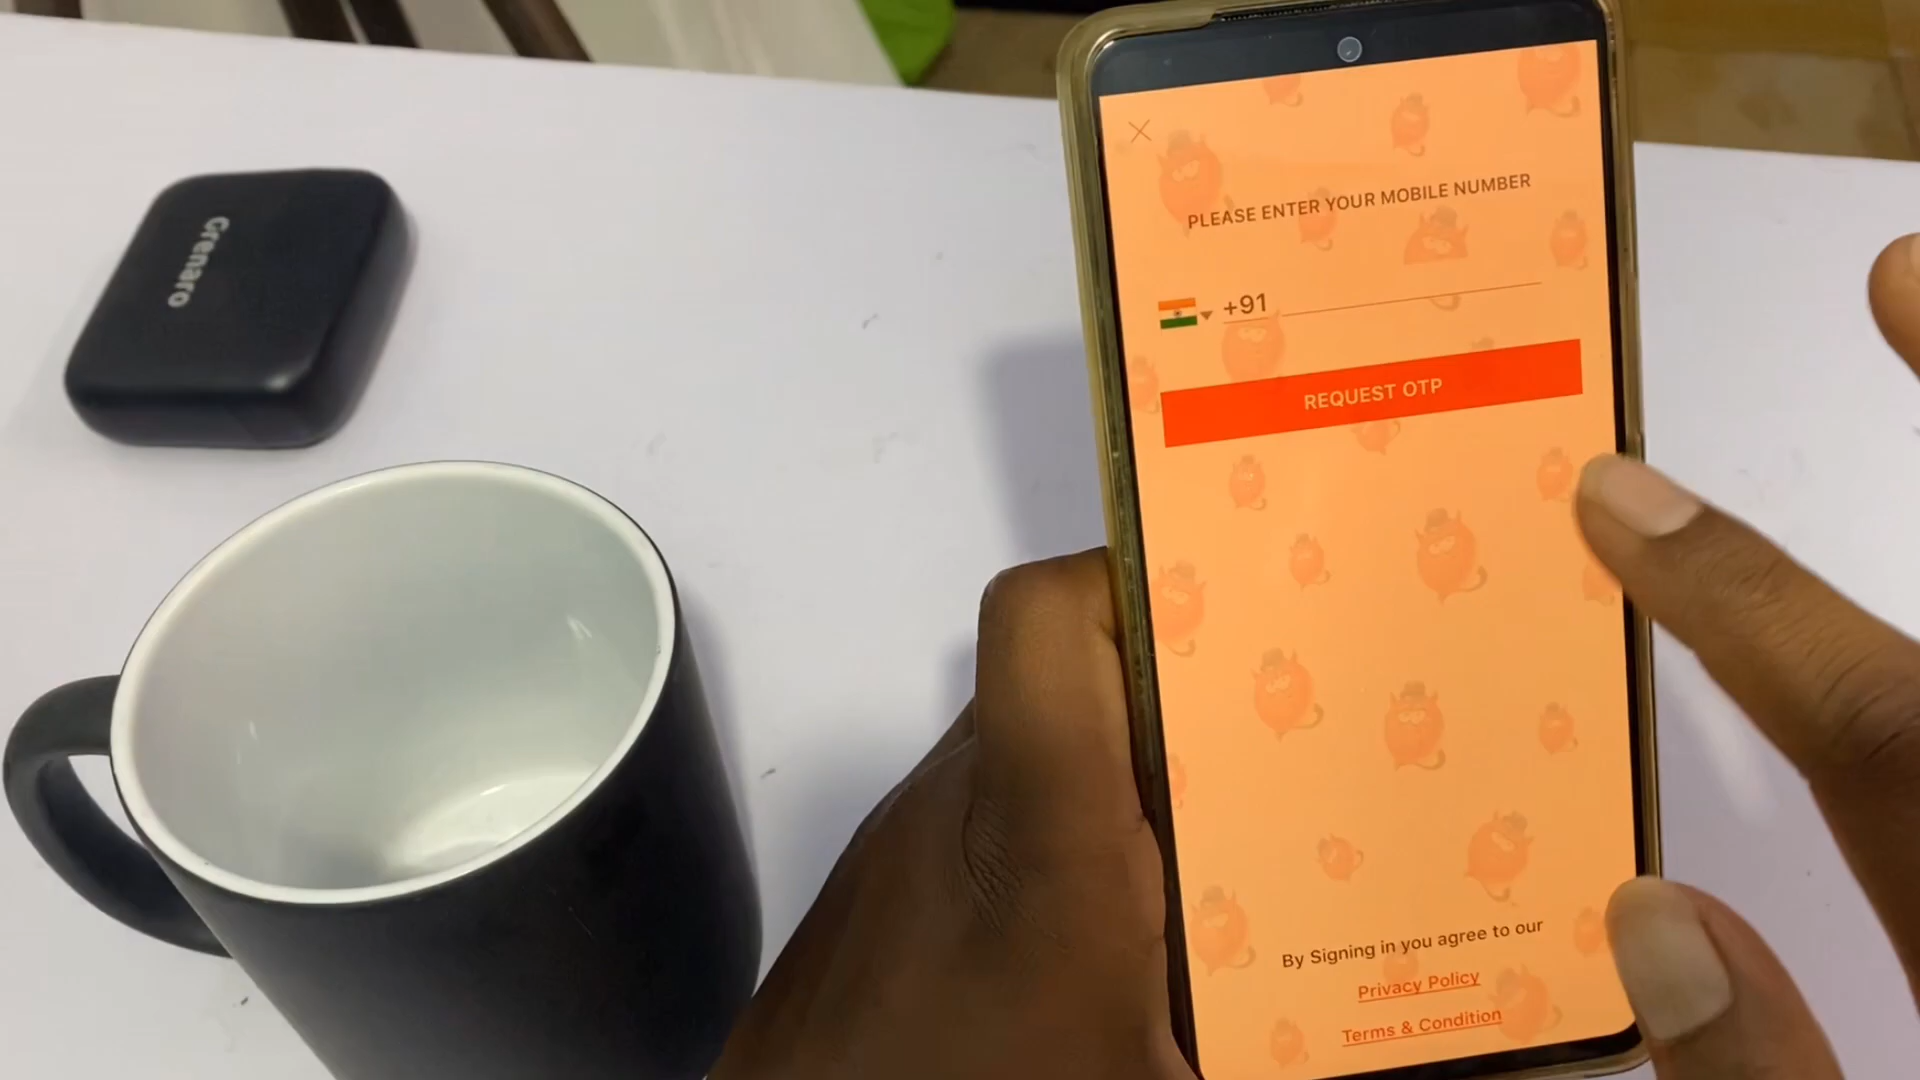 Grenaro
PLEASE ENTER YOUR MOBILE NUMBER
+91
REQUEST OTP
By Signing in you agree to our
Privacy Policy
Terms & Condition